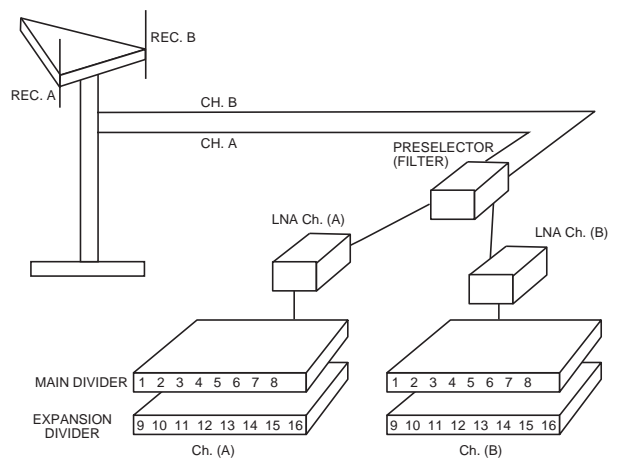 REC. B
REC. A
CH. B
CH. A
PRESELECTOR
(FILTER)
LNA Ch. (A)
LNA Ch. (B)
MAIN DIVIDER
1 2 3 4 5 6 7 8
1 2 3 4 5 6 7 8
EXPANSION
DIVIDER
9 10 11 12 13 14 15 16
9 10 11 12 13 14 15 16
Ch. (A)
Ch. (B)